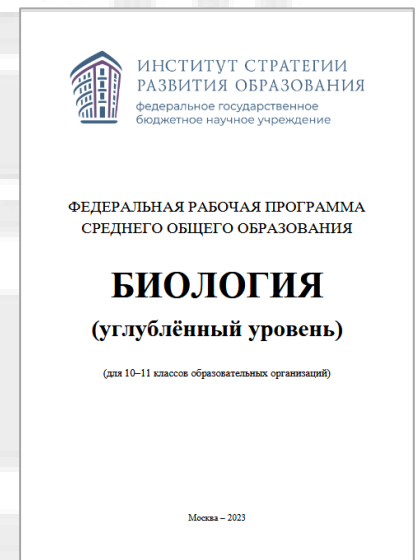 ИНСТИТУТ СТРАТЕГИИ
РАЗВИТИЯ ОБРАЗОВАНИЯ
федеральное государственное
бюджетное научное учреждение
ФЕДЕРАЛЬНАЯ РАБОЧАЯ ПРОГРАММА
СРЕДНЕГО ОБЩЕГО ОБРАЗОВАНИЯ
БИОЛОГИЯ
(углублённый уровень)
(для 10–11 классов образовательных организаций)
Москва – 2023